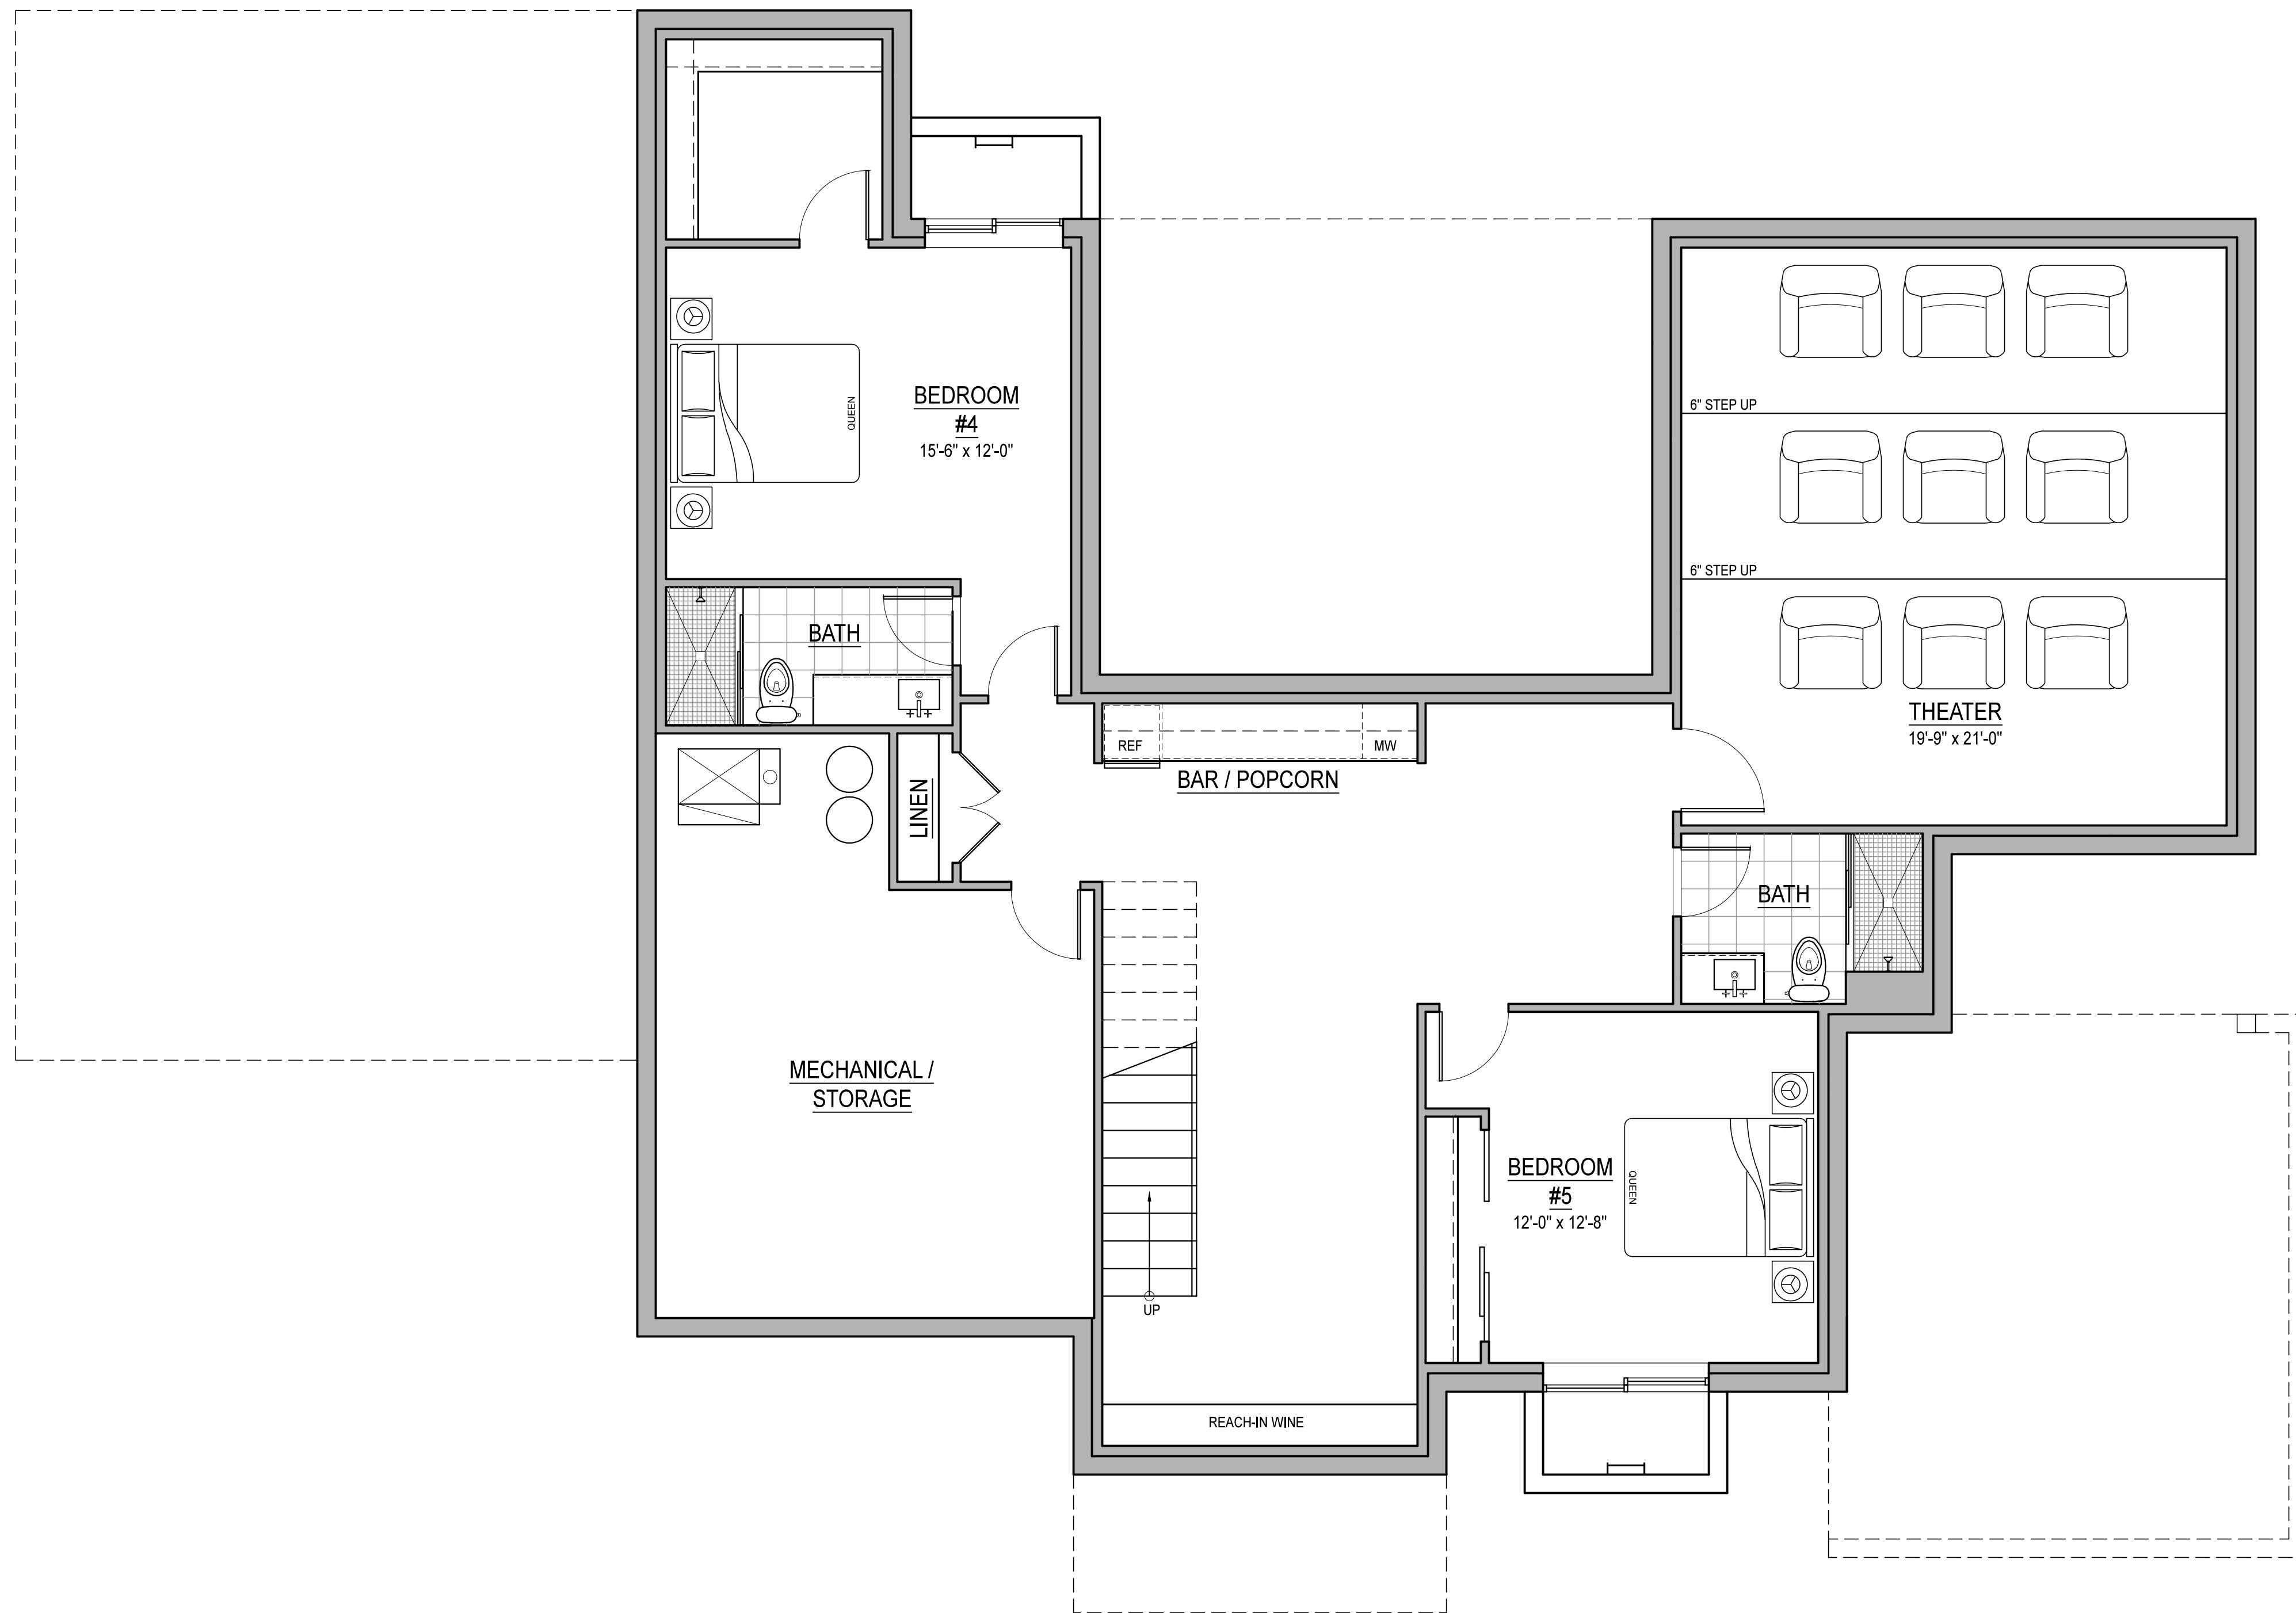 BEDROOM
#4
15'-6" x 12'-0"
QUEEN
6" STEP UP
6" STEP UP
THEATER
19'-9" x 21'-0"
BATH
REF
MW
BAR / POPCORN
LINEN
BATH
MECHANICAL /
STORAGE
BEDROOM
#5
12'-0" x 12'-8"
QUEEN
UP
REACH-IN WINE